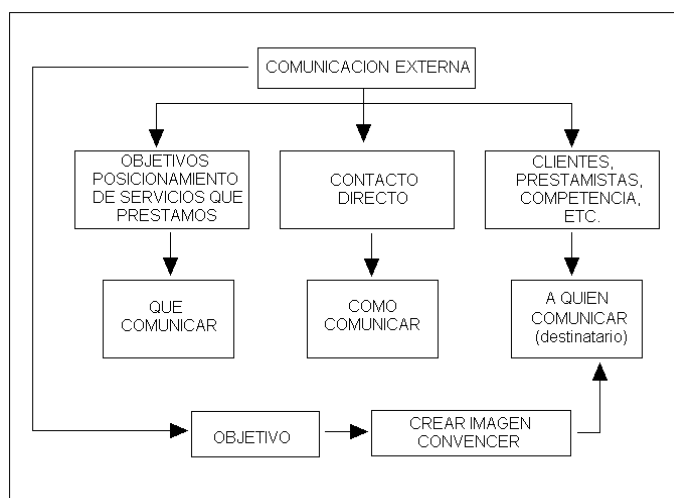 COMUNICACION EXTERNA
OBJETIVOS
POSICIONAMIENTO
DE SERVICIOS QUE
PRESTAMOS
CONTACTO
DIRECTO
CLIENTES,
PRESTAMISTAS,
COMPETENCIA,
ETC.
QUE
COMUNICAR
COMO
COMUNICAR
A QUIEN
COMUNICAR
(destinatario)
OBJETIVO
CREAR IMAGEN
CONVENCER